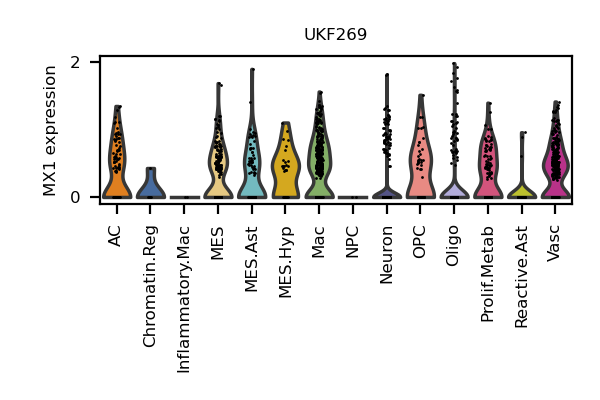 UKF269
MX1 expression
2
0
AC
Chromatin.Reg
Inflammatory.Mac
MES
MES.Ast
MES.Hyp
Mac
NPC
Neuron
OPC
Oligo
Prolif.Metab
Reactive.Ast
Vasc